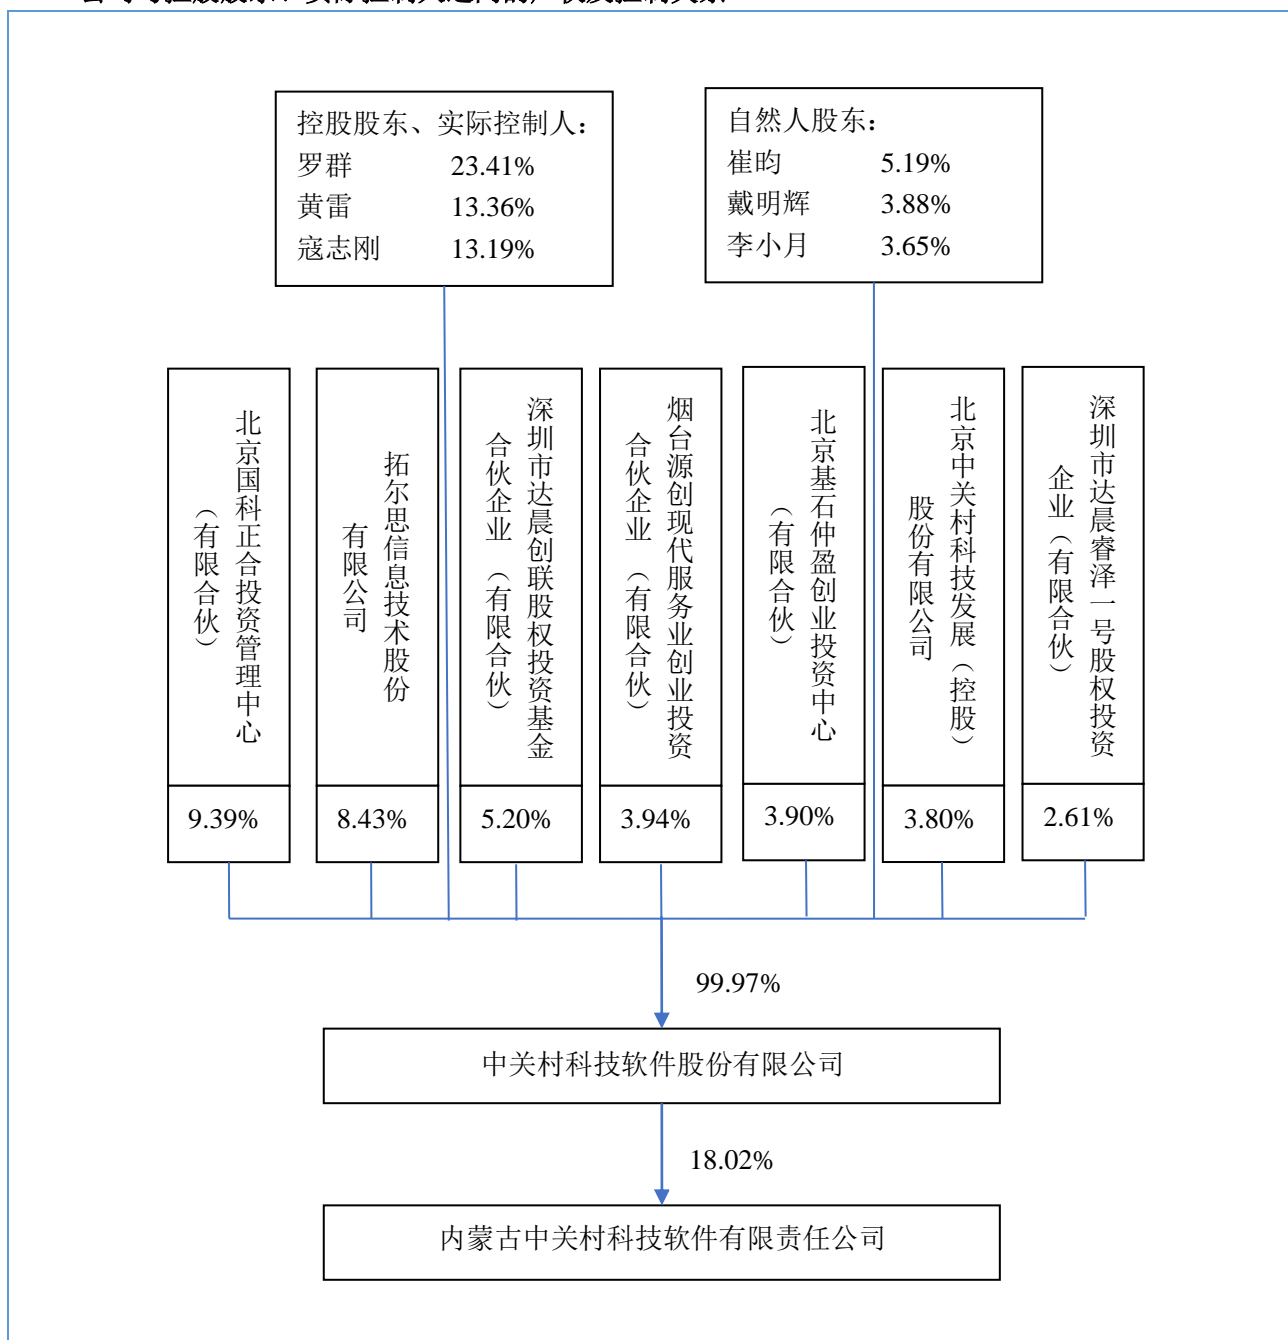 控股股东、实际控制人：
罗群 23.41%
黄雷 13.36%
寇志刚 13.19%
自然人股东：
崔昀 5.19%
戴明辉 3.88%
李小月 3.65%
北京国科正合投资管理中心
（有限合伙）
9.39%
拓尔思信息技术股份
有限公司
8.43%
深圳市达晨创联股权投资基金
合伙企业（有限合伙）
5.20%
烟台源创现代服务业创业投资
合伙企业（有限合伙）
3.94%
北京基石仲盈创业投资中心
（有限合伙）
3.90%
北京中关村科技发展（控股）
股份有限公司
3.80%
深圳市达晨睿泽一号股权投资
企业（有限合伙）
2.61%
99.97%
中关村科技软件股份有限公司
18.02%
内蒙古中关村科技软件有限责任公司